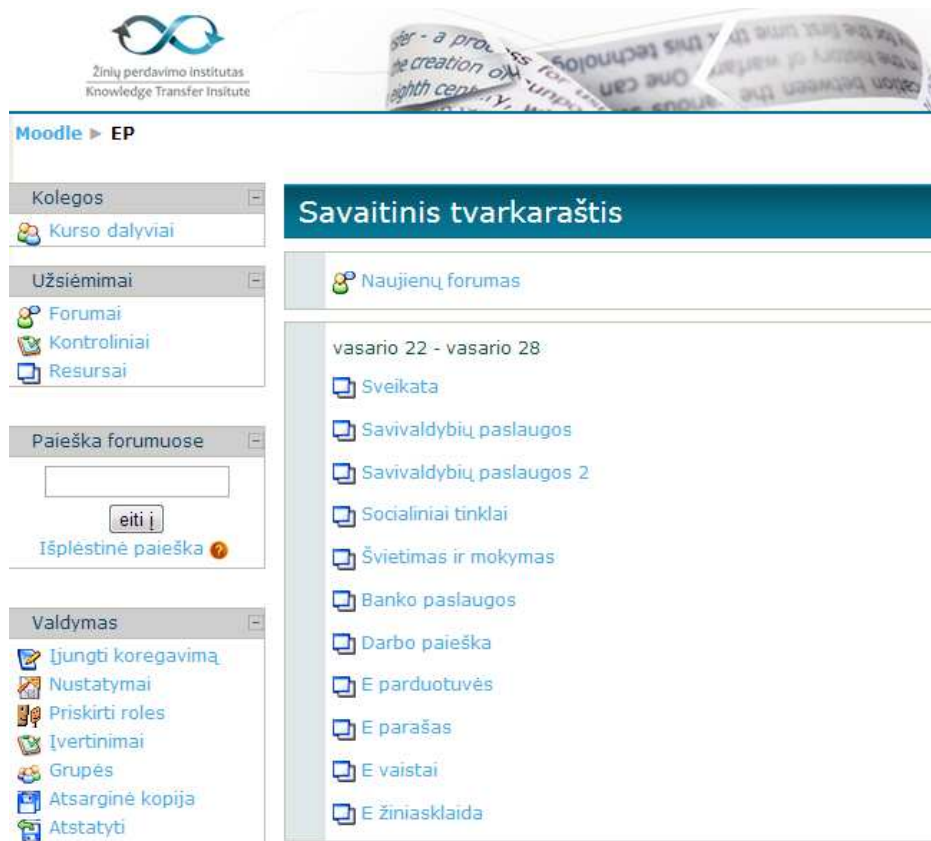 Žinių perdavimo institutas
Knowledge Transfer Insitute
Moodle ► EP
Kolegos
Kurso dalyviai
Užsiėmimai
Forumai
Kontroliniai
Resursai
Paieška forumuose
eiti į
Išplėstinė paieška
Valdymas
Įjungti koregavimą
Nustatymai
Priskirti roles
Įvertinimai
Grupės
Atsarginė kopija
Atstatyti
Savaitinis tvarkaraštis
Naujienų forumas
vasario 22 - vasario 28
Sveikata
Savivaldybių paslaugos
Savivaldybių paslaugos 2
Socialiniai tinklai
Švietimas ir mokymas
Banko paslaugos
Darbo paieška
E parduotuvės
E parašas
E vaistai
E žiniasklaida